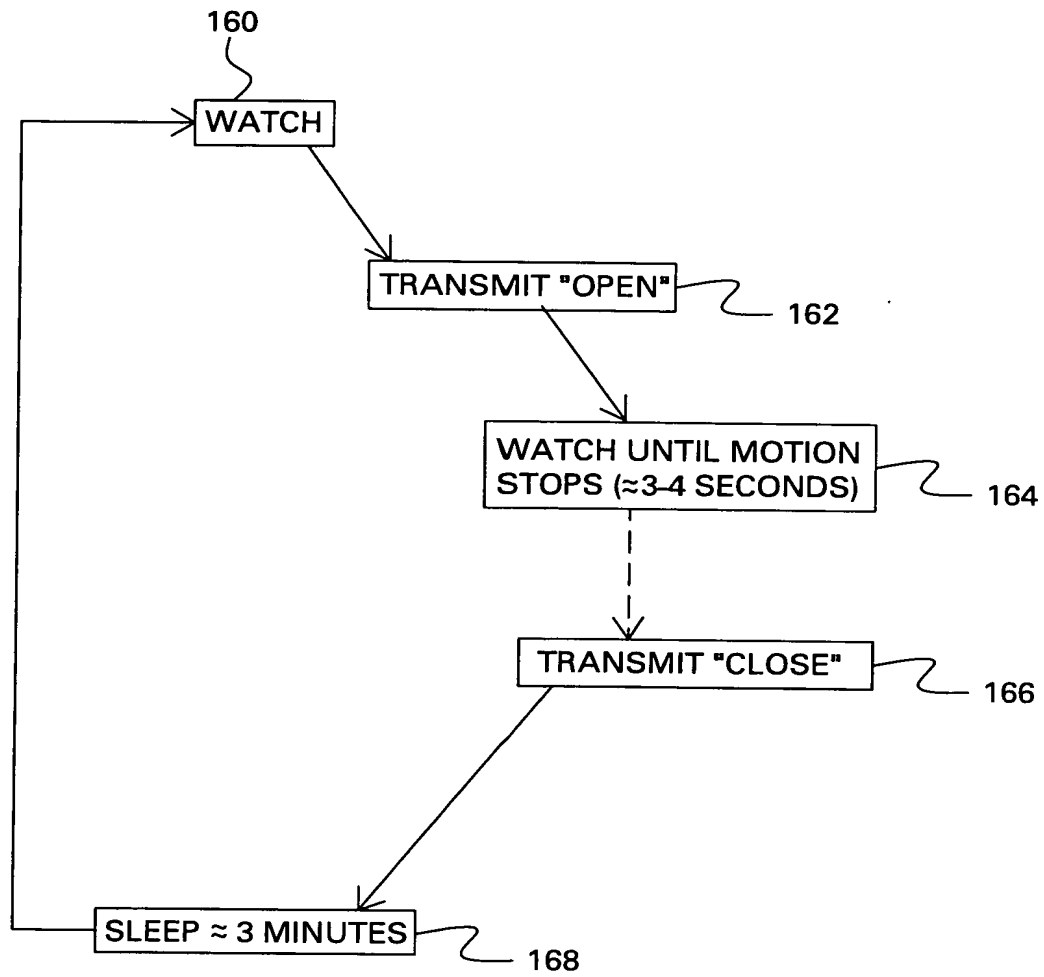 160
WATCH
TRANSMIT "OPEN"
162
WATCH UNTIL MOTION
STOPS (≈3-4 SECONDS)
164
TRANSMIT "CLOSE"
166
SLEEP ≈ 3 MINUTES
168